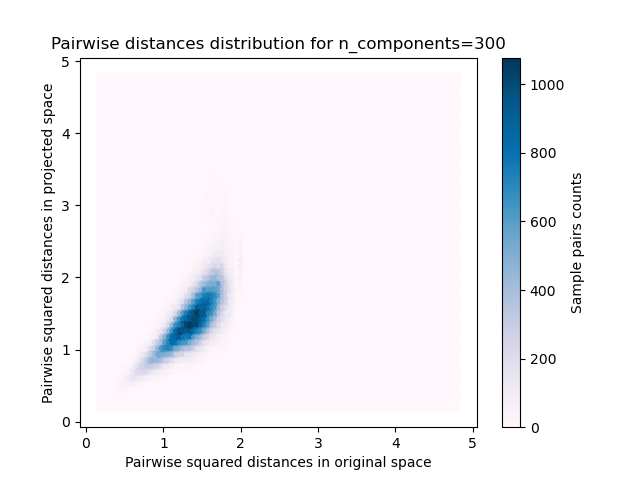 Pairwise distances distribution for n_components=300
Pairwise squared distances in projected space
5
4
3
2
1
0
0 1 2 3 4 5
Pairwise squared distances in original space
1000
800
600
400
200
0
Sample pairs counts